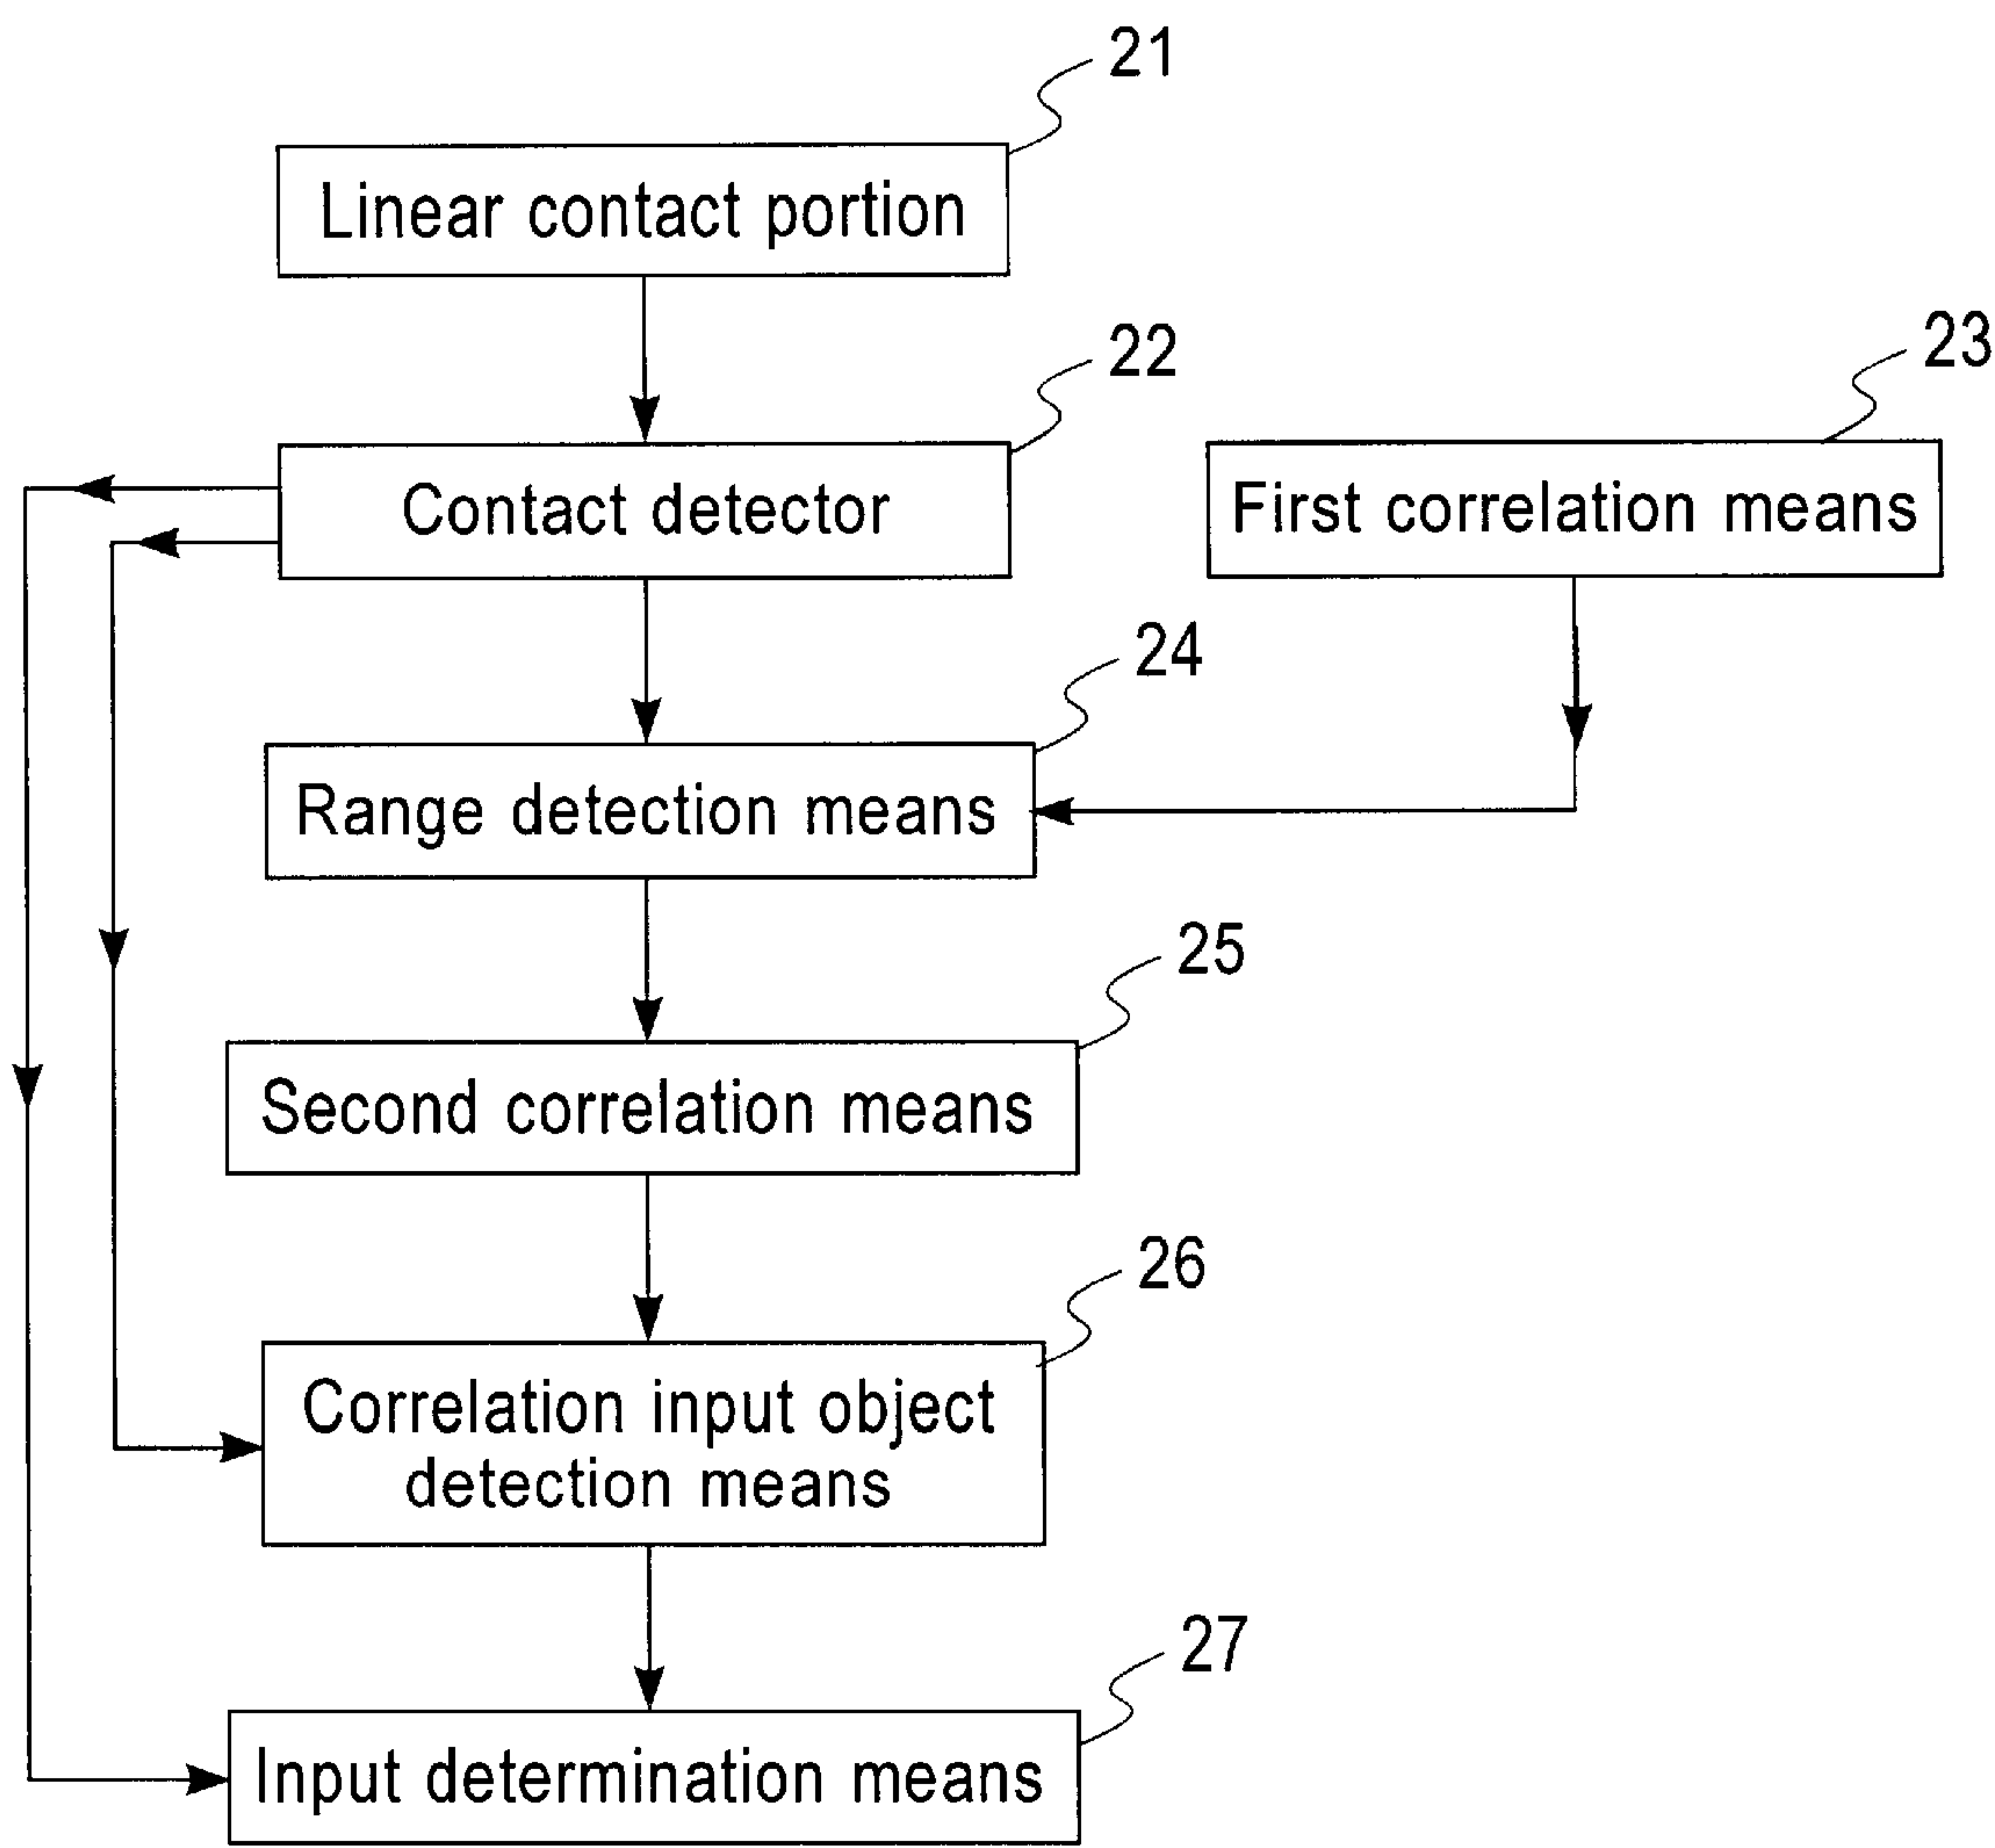 21
Linear contact portion
22
23
Contact detector
First correlation means
24
Range detection means
25
Second correlation means
26
Correlation input object
detection means
27
Input determination means